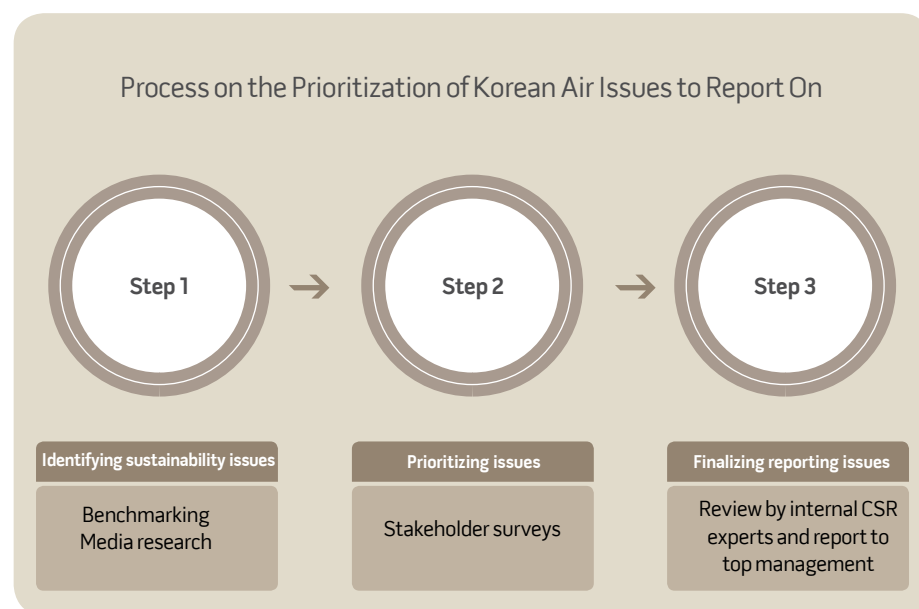 Process on the Prioritization of Korean Air Issues to Report On
Step 1
Step 2
Step 3
Identifying sustainability issues
Benchmarking
Media research
Prioritizing issues
Stakeholder surveys
Finalizing reporting issues
Review by internal CSR
experts and report to
top management